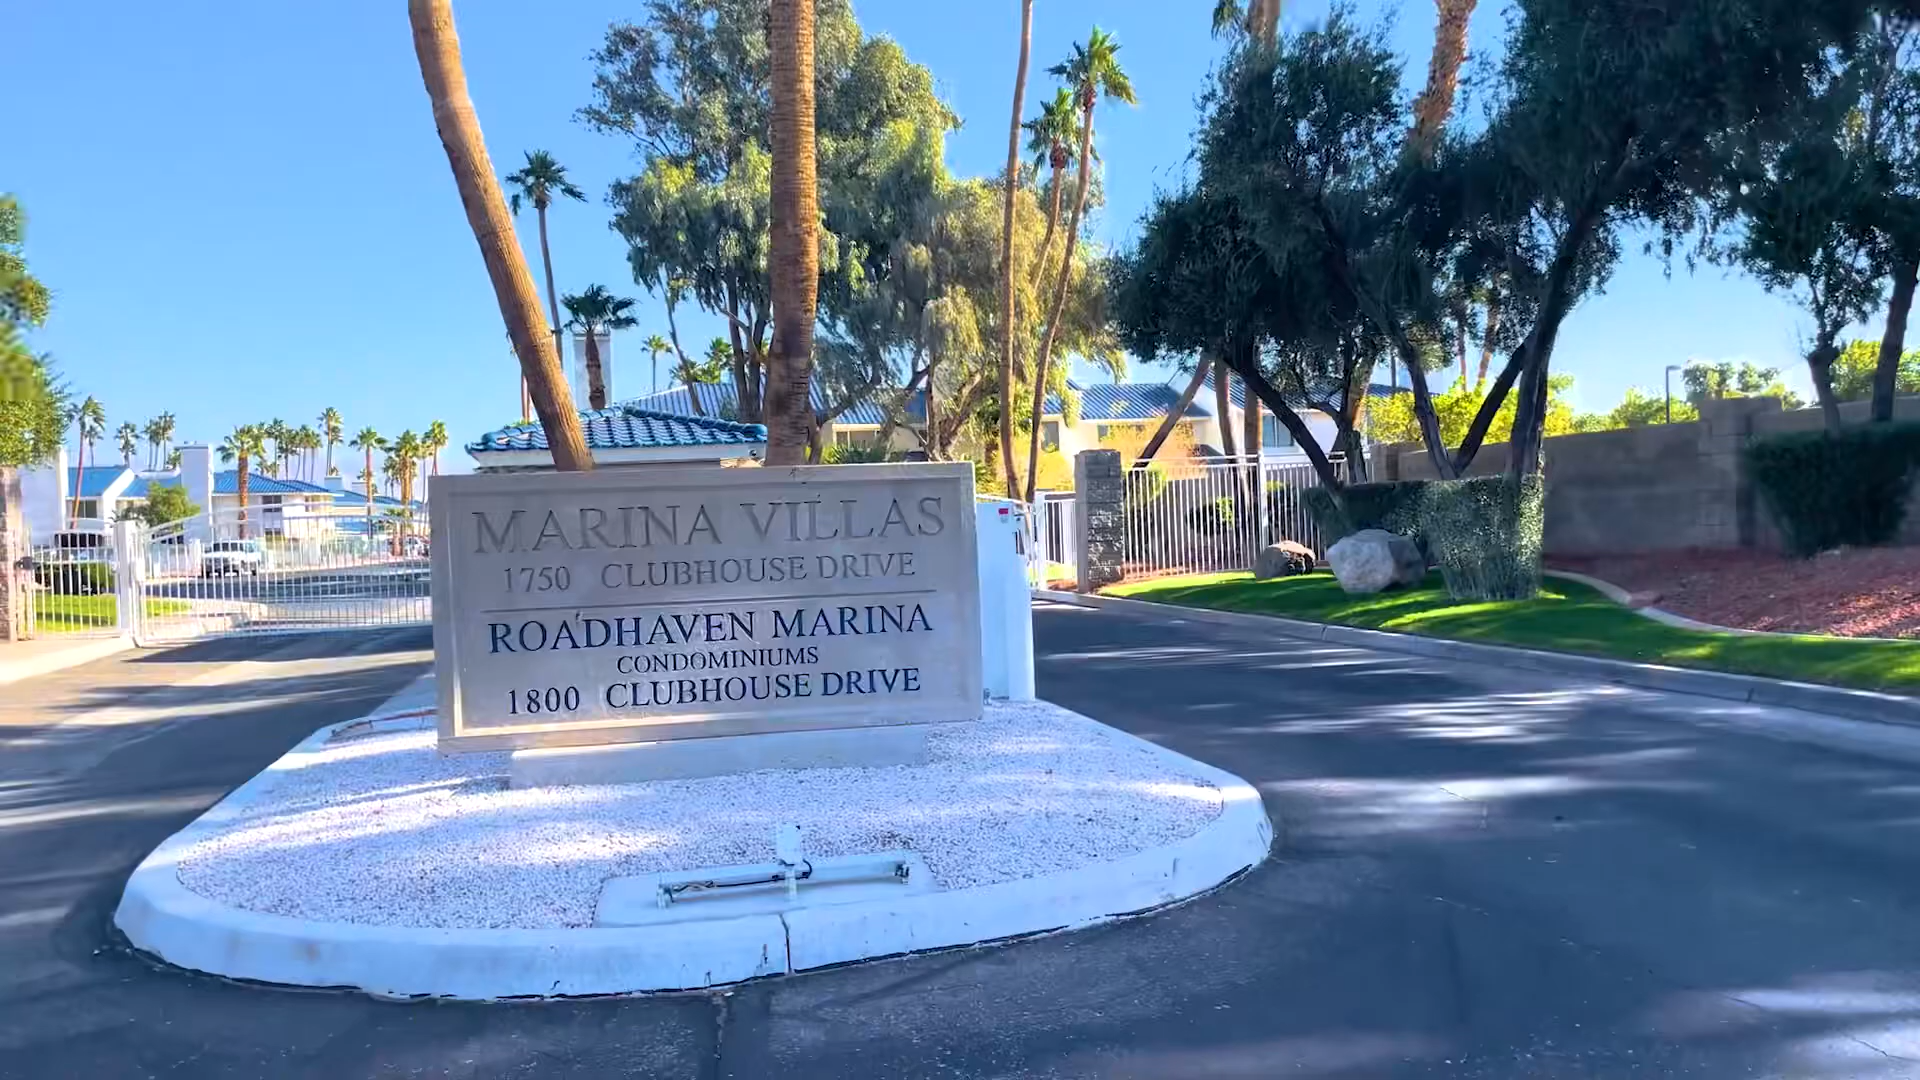 MARINA VILLAS
1750 CLUBHOUSE DRIVE
ROADHAVEN MARINA
CONDOMINIUMS
1800 CLUBHOUSE DRIVE